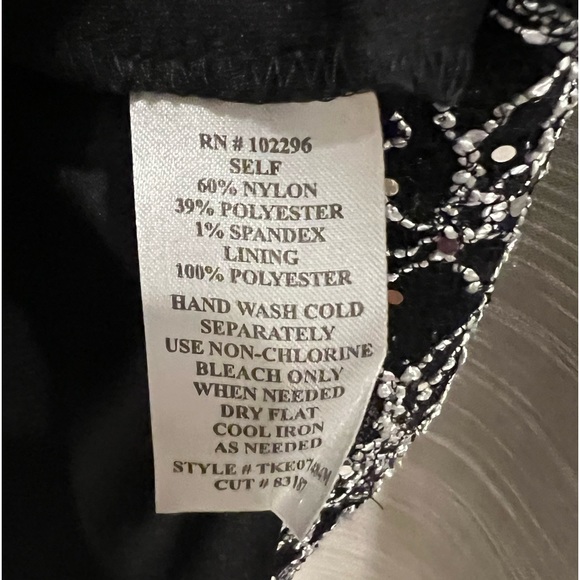 RN # 102296
SELF
60% NYLON
39% POLYESTER
1% SPANDEX
LINING
100% POLYESTER
HAND WASH COLD
SEPARATELY
USE NON-CHLORINE
BLEACH ONLY
WHEN NEEDED
DRY FLAT
COOL IRON
AS NEEDED
STYLE #
CUT #